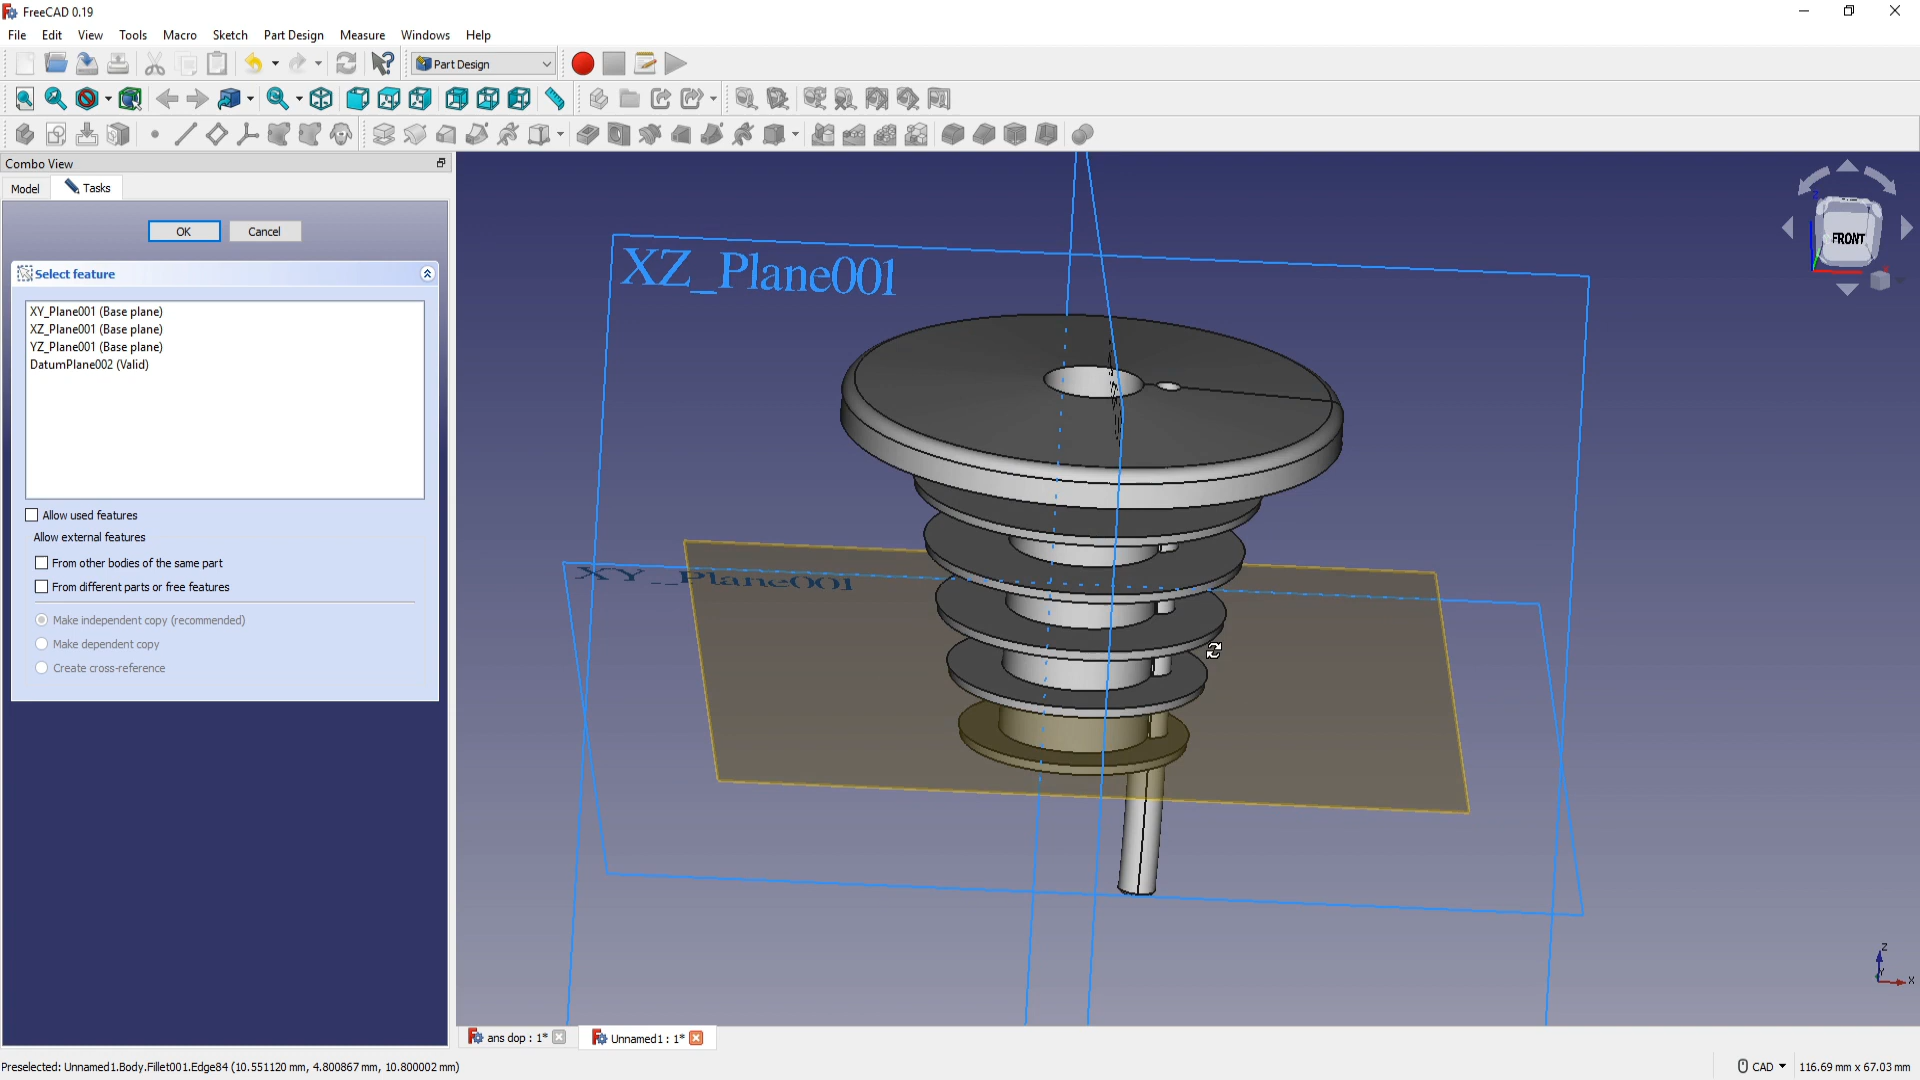 FreeCAD 0.19
File Edit View Tools Macro Sketch Part Design Measure Windows Help
Part Design
Combo View
Model Tasks
OK Cancel
Select feature
XY_Plane001 (Base plane)
XZ_Plane001 (Base plane)
YZ_Plane001 (Base plane)
DatumPlane002 (Valid)
Allow used features
Allow external features
From other bodies of the same part
From different parts or free features
Make independent copy (recommended)
Make dependent copy
Create cross-reference
XZ_Plane001
XY_Plane001
FRONT
Z
Y
X
ans dop : 1*
Unnamed1 : 1*
Preselected: Unnamed1.Body.Fillet001.Edge84 (10.551120 mm, 4.800867 mm, 10.800002 mm)
CAD
116.69 mm x 67.03 mm